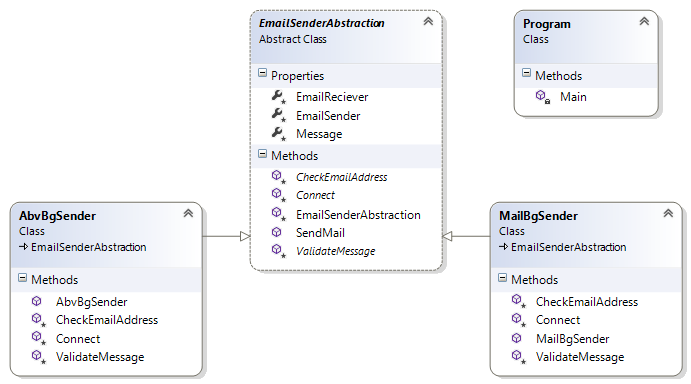 EmailSenderAbstraction
Abstract Class
Properties
EmailReciever
EmailSender
Message
Methods
CheckEmailAddress
Connect
EmailSenderAbstraction
SendMail
ValidateMessage
Program
Class
Methods
Main
AbvBgSender
Class
EmailSenderAbstraction
Methods
AbvBgSender
CheckEmailAddress
Connect
ValidateMessage
MailBgSender
Class
EmailSenderAbstraction
Methods
CheckEmailAddress
Connect
MailBgSender
ValidateMessage